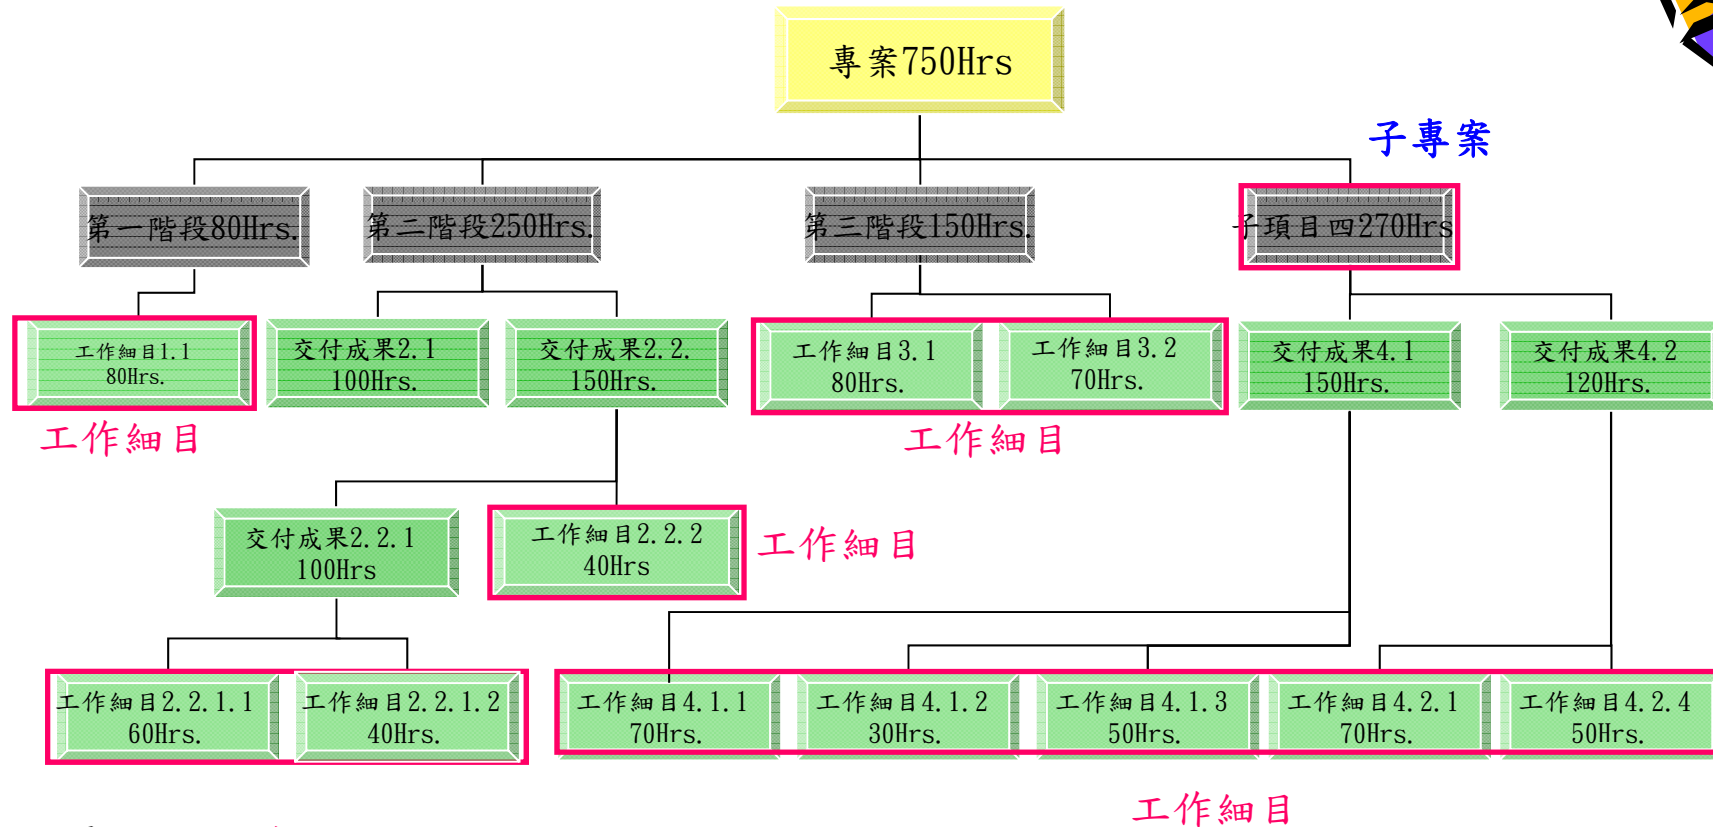 專案750Hrs
子專案
第一階段80Hrs.
第二階段250Hrs.
第三階段150Hrs.
子項目四270Hrs
工作細目1.1
80Hrs.
交付成果2.1
100Hrs.
交付成果2.2.
150Hrs.
工作細目3.1
80Hrs.
工作細目3.2
70Hrs.
交付成果4.1
150Hrs.
交付成果4.2
120Hrs.
工作細目
工作細目
交付成果2.2.1
100Hrs
工作細目2.2.2
40Hrs
工作細目
工作細目2.2.1.1
60Hrs.
工作細目2.2.1.2
40Hrs.
工作細目4.1.1
70Hrs.
工作細目4.1.2
30Hrs.
工作細目4.1.3
50Hrs.
工作細目4.2.1
70Hrs.
工作細目4.2.4
50Hrs.
工作細目